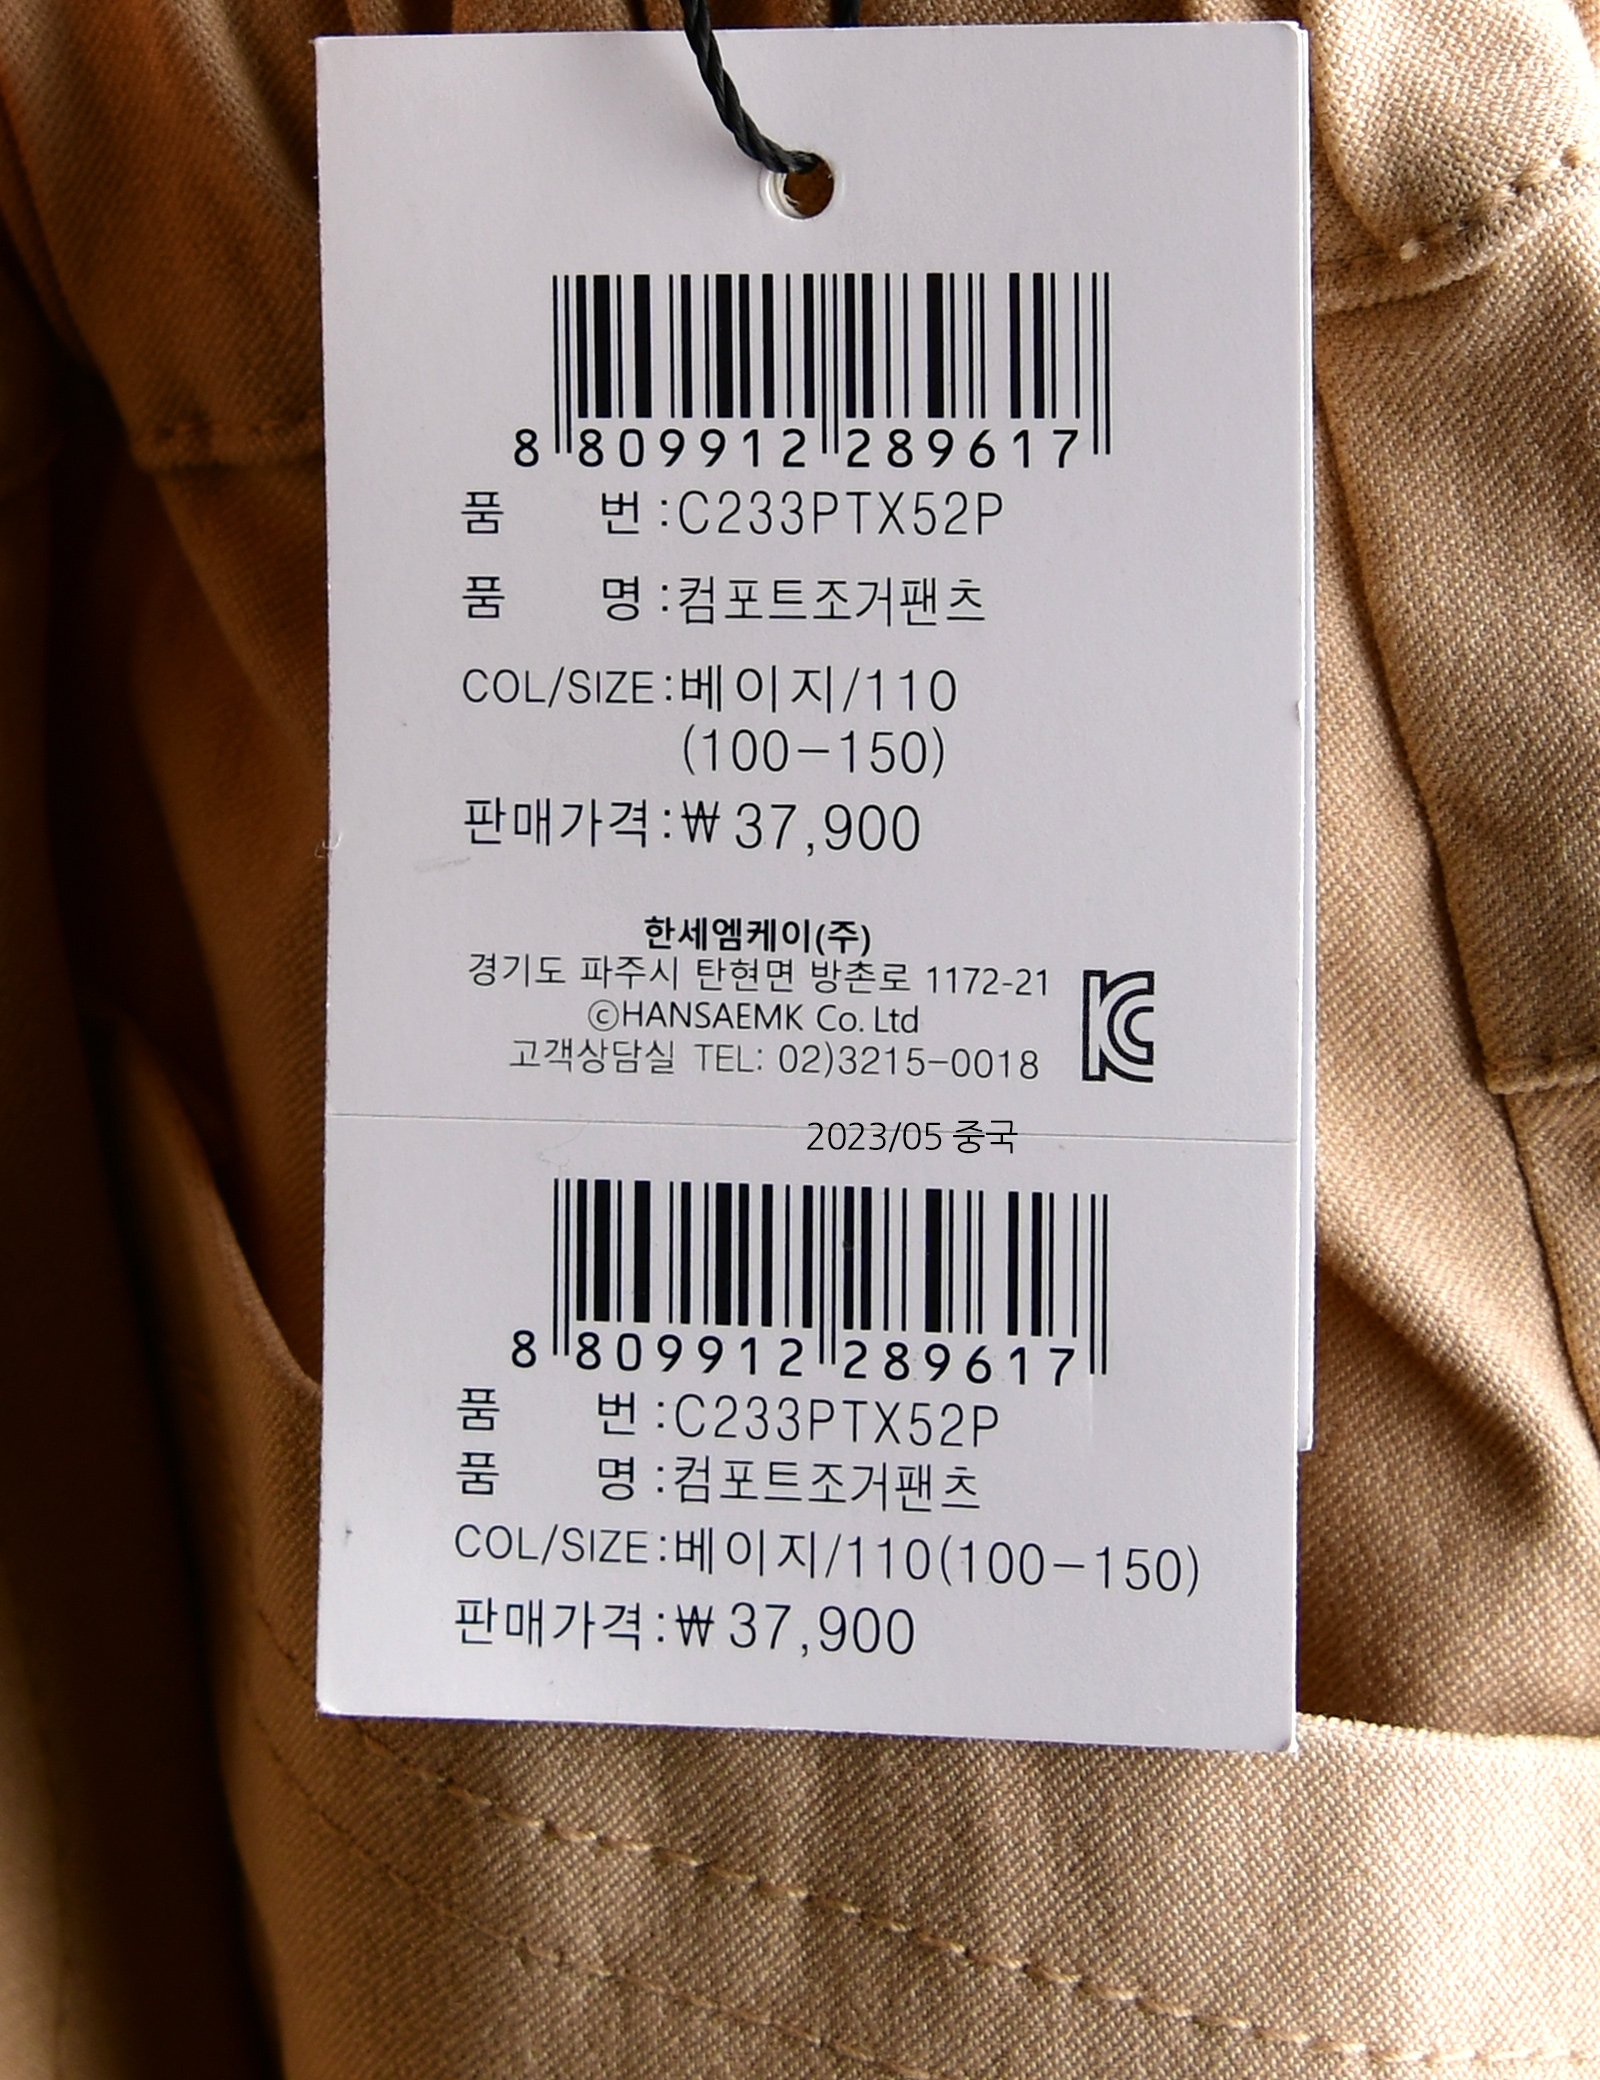 8 809912 289617
품 번 : C233PTX52P
품 명 : 컴포트조거팬츠
COL/SIZE : 베이지/110
(100-150)
판매가격 : ₩ 37,900
한세엠케이(주)
경기도 파주시 탄현면 방촌로 1172-21
ⓒHANSAEMK Co. Ltd
고객상담실 TEL: 02)3215-0018
KC
2023/05 중국
8 809912 289617
품 번 : C233PTX52P
품 명 : 컴포트조거팬츠
COL/SIZE : 베이지/110(100-150)
판매가격 : ₩ 37,900